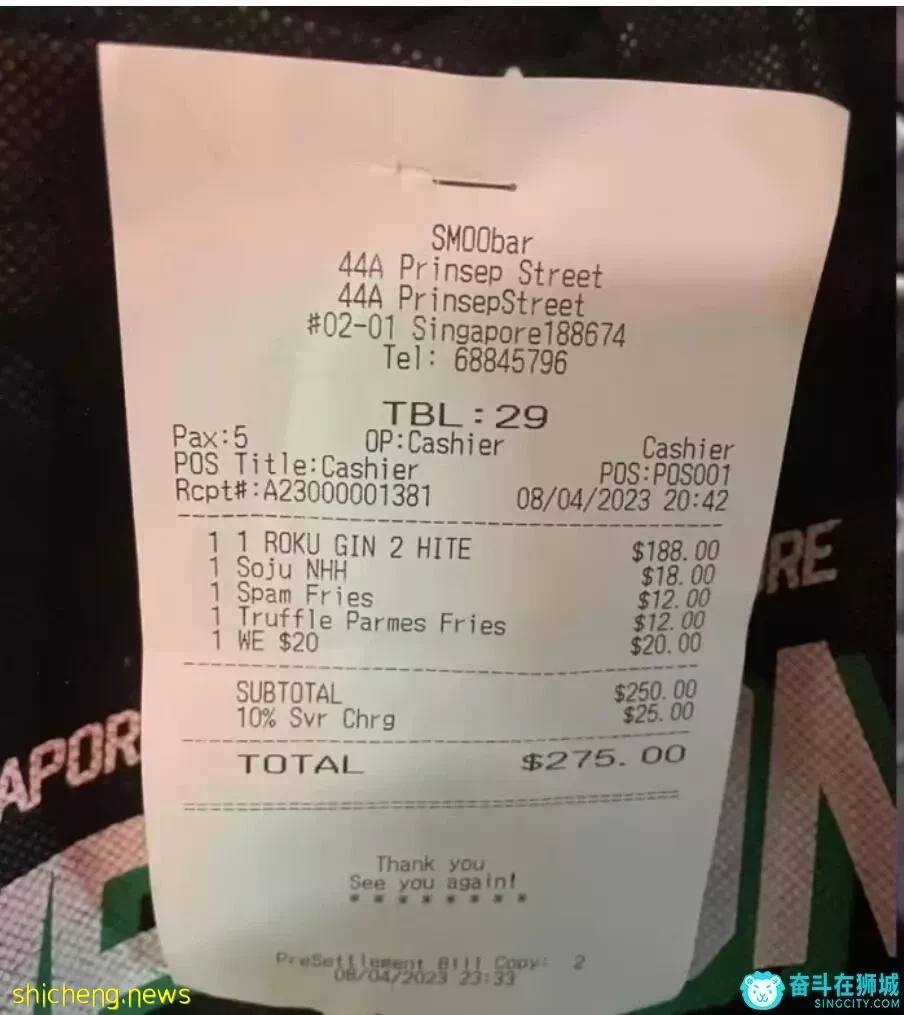 SMOObar
44A Prinsep Street
44A PrinsepStreet
#02-01 Singapore188674
Tel: 68845796
TBL :29
Pax:5 OP:Cashier Cashier
POS Title:Cashier POS:POS001
Rcpt#:A23000001381 08/04/2023 20:42
1 1 ROKU GIN 2 HITE $188.00
1 Soju NHH $18.00
1 Spam Fries $12.00
1 Truffle Parmes Fries $12.00
1 WE $20 $20.00
SUBTOTAL $250.00
10% Svr Chrg $25.00
TOTAL $275.00
Thank you
See you again!
* * * * * * * *
PreSettlement Bill Copy: 2
08/04/2023 23:33
APOR
RE
shicheng.news
奋斗在狮城
SINGCITY.COM